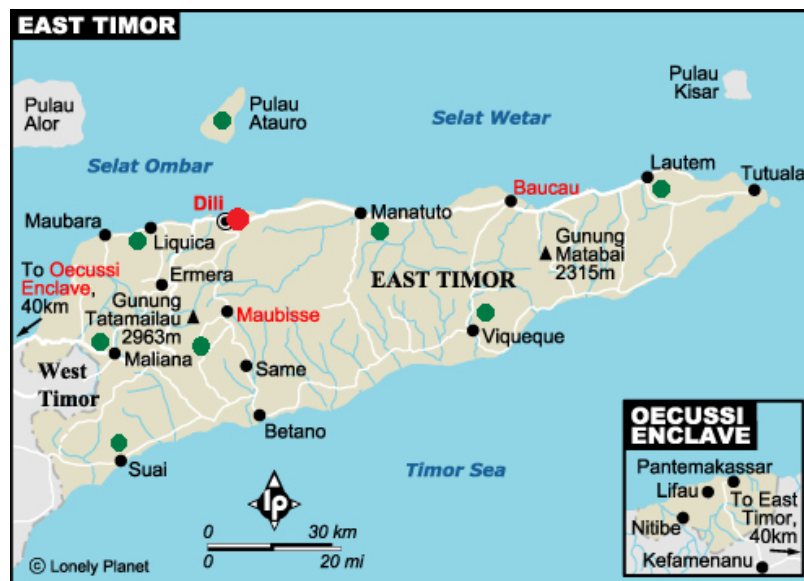 EAST TIMOR
Pulau
Kisar
Pulau
Alor
Pulau
Atauro
Selat Wetar
Selat Ombar
Lautem
Tutuala
Dili
Baucau
Maubara
Liquica
Manatuto
Gunung
Matabai
2315m
To Oecussi
Enclave,
40km
Ermera
EAST TIMOR
Gunung
Tatamailau
2963m
Maubisse
Viqueque
Maliana
West
Timor
Same
Betano
Suai
Timor Sea
OECUSSI
ENCLAVE
Pantemakassar
Lifau
To East
Timor,
40km
Nitibe
Kefamenanu
lp
0 30 km
0 20 mi
© Lonely Planet